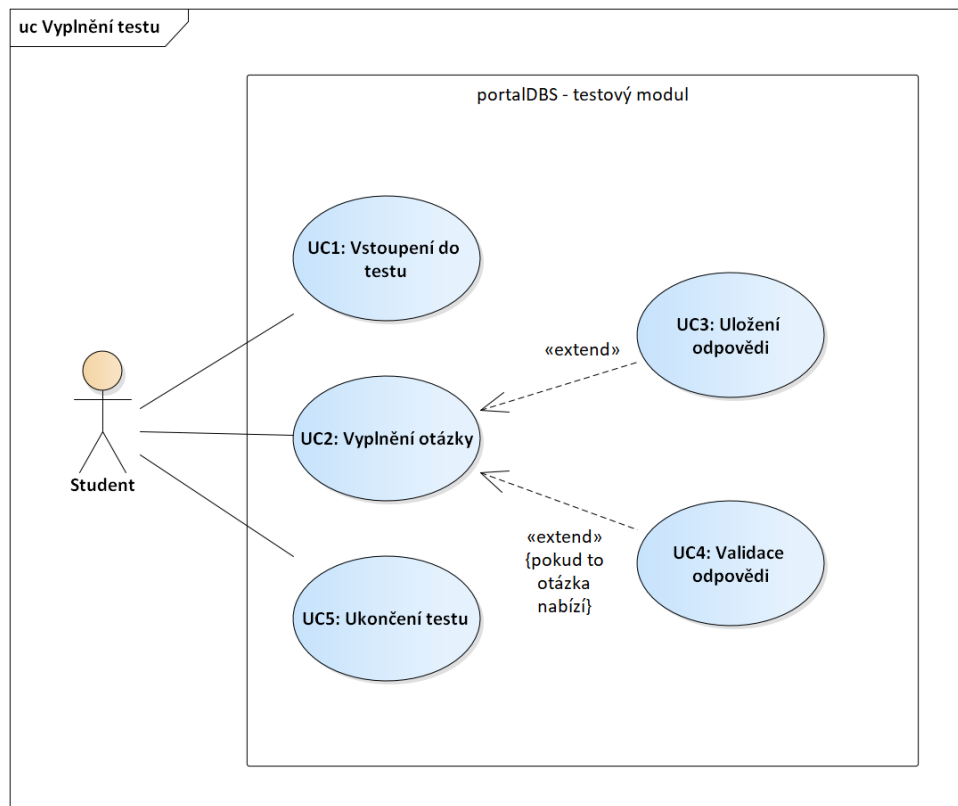 uc Vyplnění testu
portalDBS - testový modul
UC1: Vstoupení do
testu
UC3: Uložení
odpovědi
«extend»
UC2: Vyplnění otázky
Student
«extend»
{pokud to
otázka
nabízí}
UC4: Validace
odpovědi
UC5: Ukončení testu